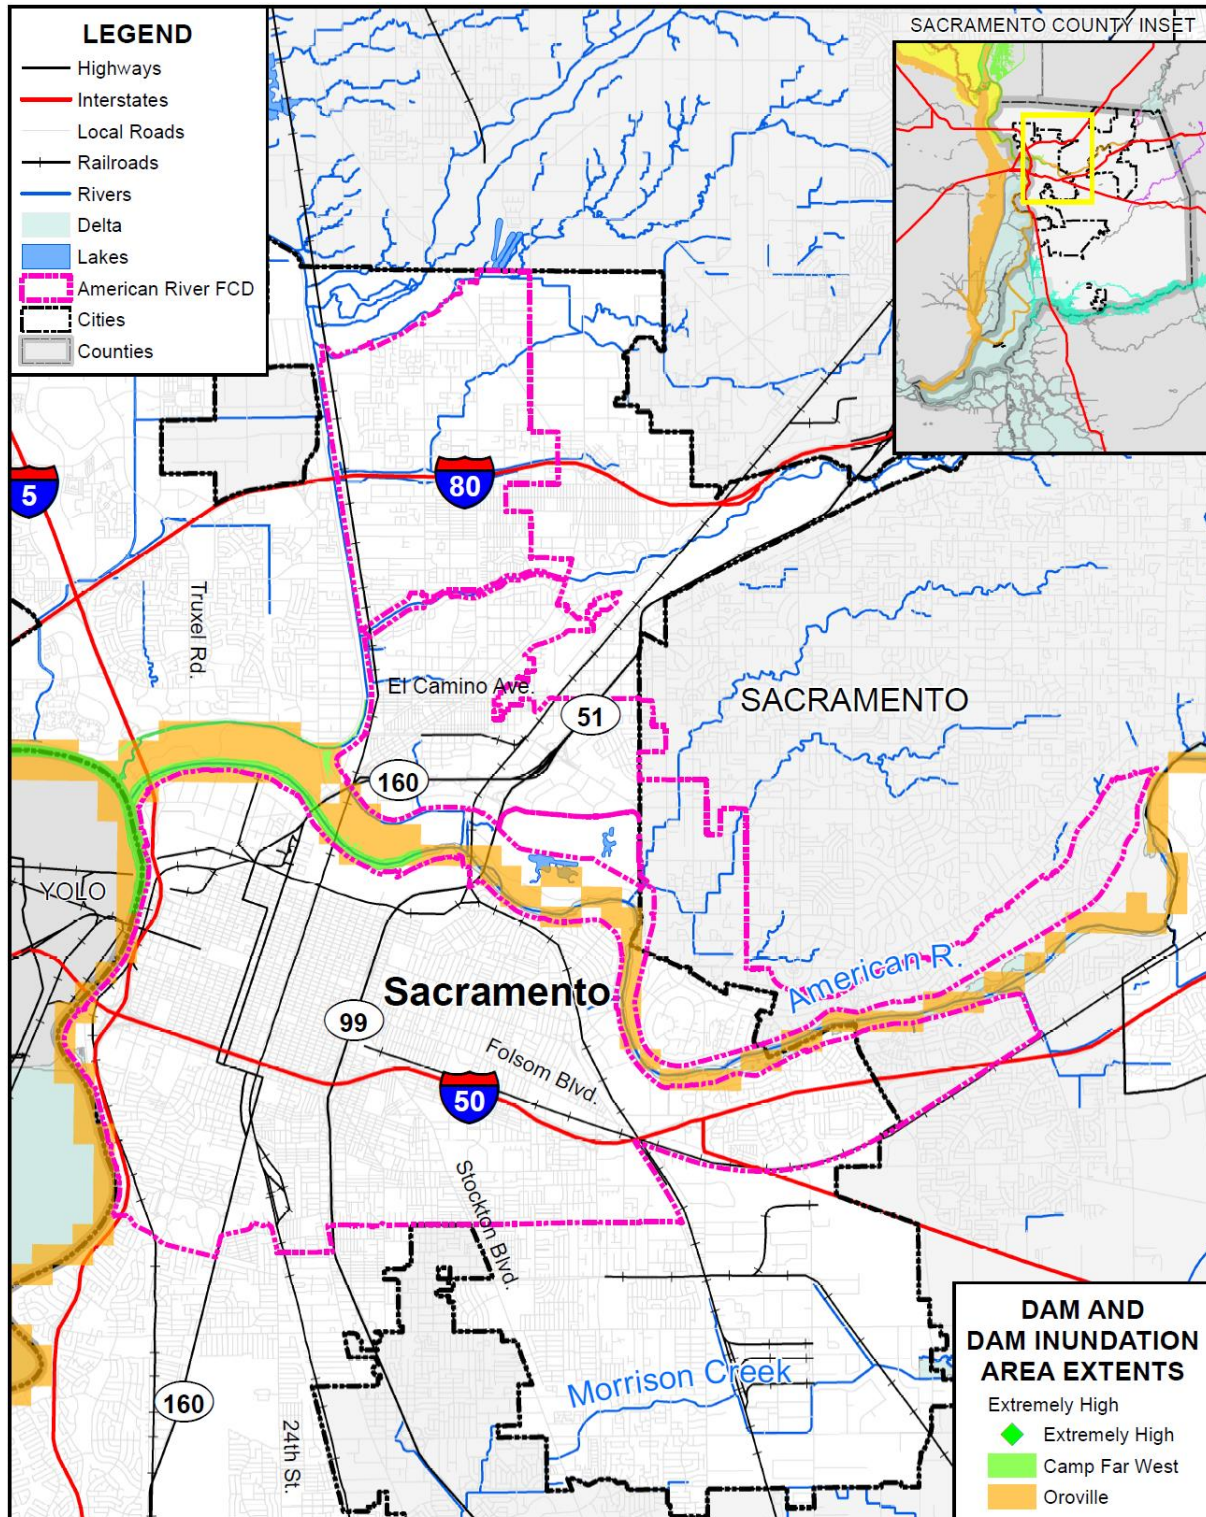 LEGEND
Highways
Interstates
Local Roads
Railroads
Rivers
Delta
Lakes
American River FCD
Cities
Counties
SACRAMENTO COUNTY INSET
5
80
Truxel Rd.
El Camino Ave.
51
SACRAMENTO
160
YOLO
American R.
Sacramento
99
Folsom Blvd.
50
Stockton Blvd.
Morrison Creek
160
24th St.
DAM AND
DAM INUNDATION
AREA EXTENTS
Extremely High
Extremely High
Camp Far West
Oroville